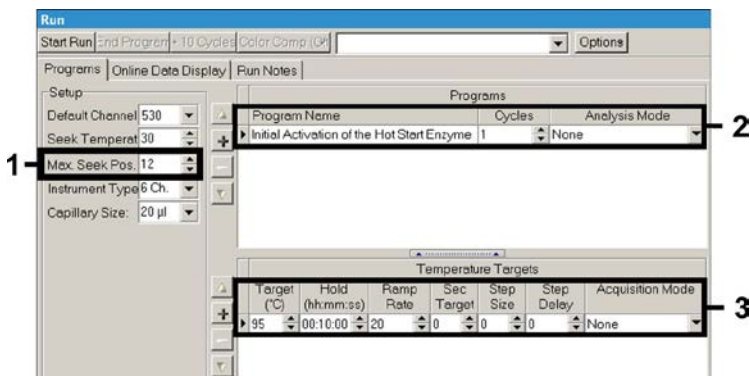 Run
Start Run End Program + 10 Cycles Color Comp (Off) Options
Programs Online Data Display Run Notes
Setup
Default Channel 530
Seek Temperat 30
Max. Seek Pos. 12
Instrument Type 6 Ch.
Capillary Size: 20 µl
Programs
Program Name Cycles Analysis Mode
Initial Activation of the Hot Start Enzyme 1 None
Temperature Targets
Target (°C) Hold (hh:mm:ss) Ramp Rate Sec Target Step Size Step Delay Acquisition Mode
95 00:10:00 20 0 0 0 None
1
2
3